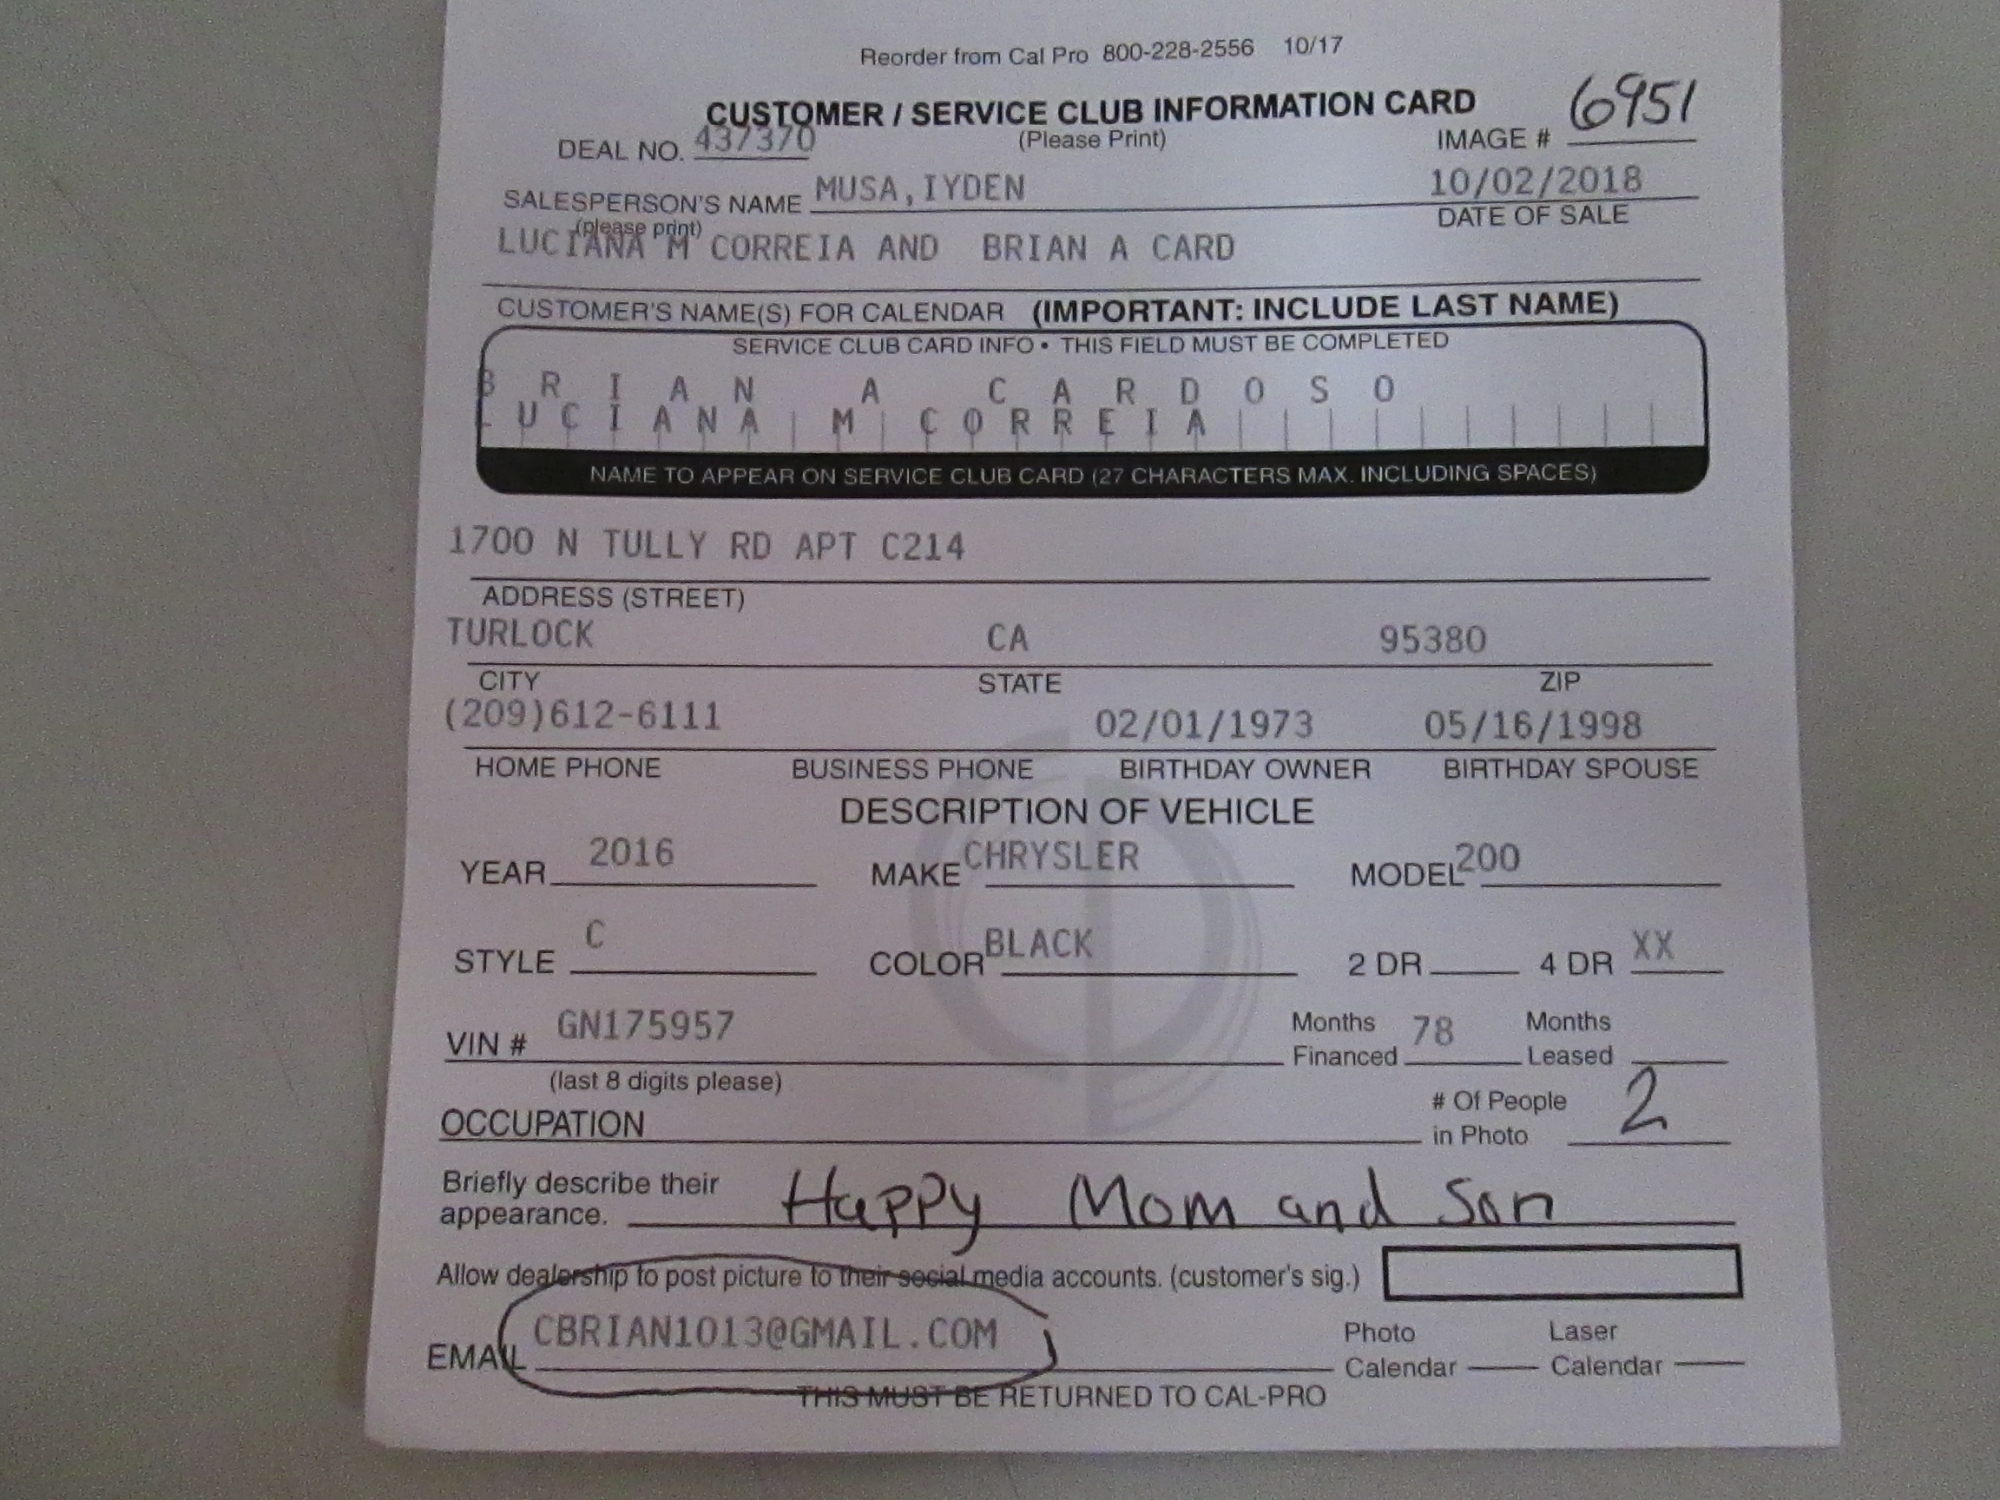 Reorder from Cal Pro 800-228-2556 10/17
CUSTOMER / SERVICE CLUB INFORMATION CARD
(Please Print)
DEAL NO. 437370
IMAGE # 6951
SALESPERSON'S NAME MUSA,IYDEN 10/02/2018
(please print) DATE OF SALE
LUCIANA M CORREIA AND BRIAN A CARD
CUSTOMER'S NAME(S) FOR CALENDAR (IMPORTANT: INCLUDE LAST NAME)
SERVICE CLUB CARD INFO • THIS FIELD MUST BE COMPLETED
BRIAN A CARDOSO
LUCIANA M CORREIA
NAME TO APPEAR ON SERVICE CLUB CARD (27 CHARACTERS MAX. INCLUDING SPACES)
1700 N TULLY RD APT C214
ADDRESS (STREET)
TURLOCK CA 95380
CITY STATE ZIP
(209)612-6111 02/01/1973 05/16/1998
HOME PHONE BUSINESS PHONE BIRTHDAY OWNER BIRTHDAY SPOUSE
DESCRIPTION OF VEHICLE
YEAR 2016 MAKE CHRYSLER MODEL 200
STYLE C COLOR BLACK 2 DR 4 DR XX
VIN # GN175957 Months Financed 78 Months Leased
(last 8 digits please)
OCCUPATION # Of People in Photo 2
Briefly describe their appearance. Happy Mom and Son
Allow dealership to post picture to their social media accounts. (customer's sig.)
EMAIL CBRIAN1013@GMAIL.COM Photo Calendar Laser Calendar
THIS MUST BE RETURNED TO CAL-PRO